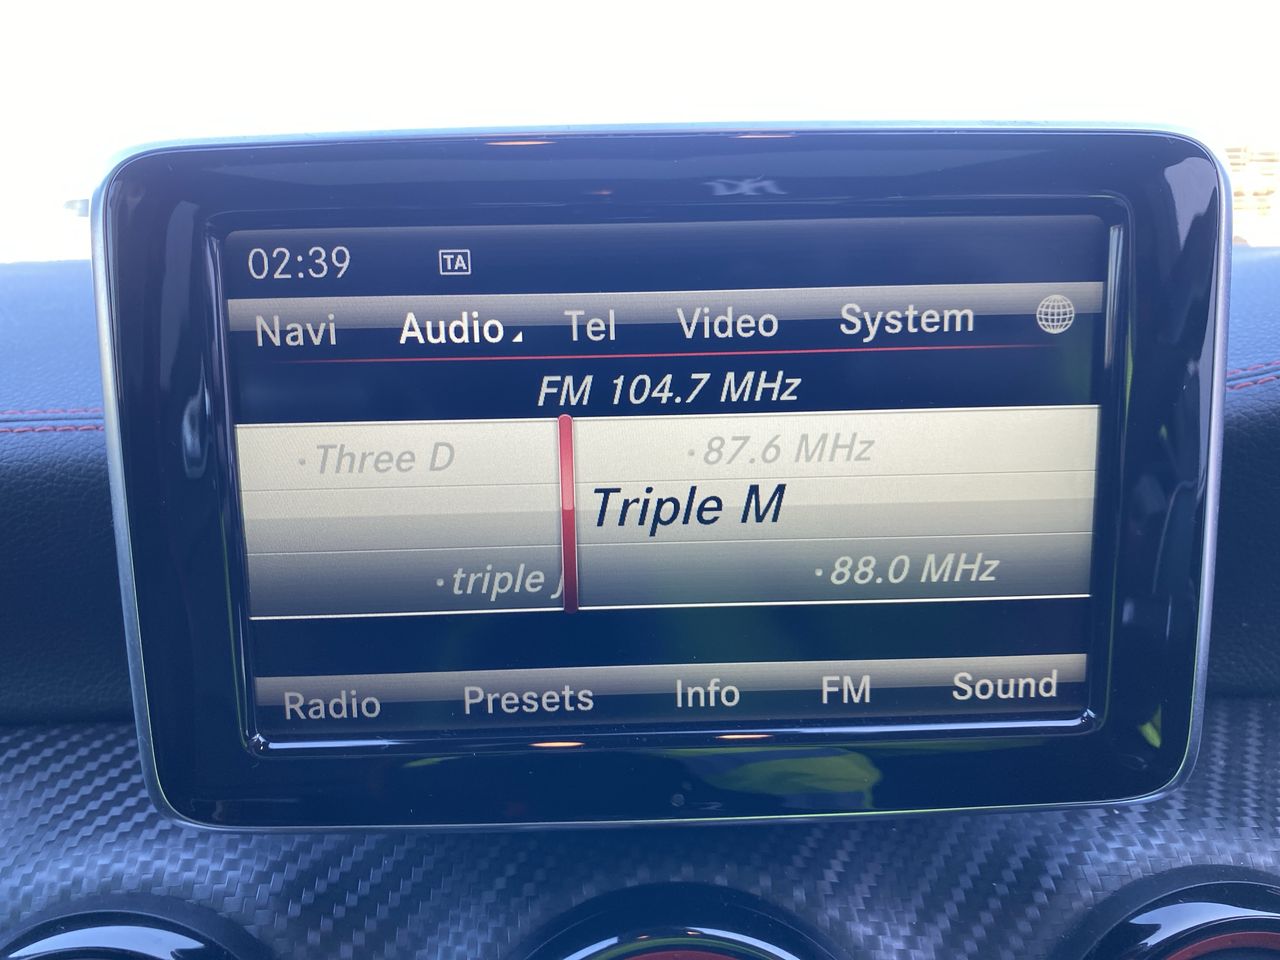 02:39 TA
Navi Audio Tel Video System
FM 104.7 MHz
Three D 87.6 MHz
Triple M
triple j 88.0 MHz
Radio Presets Info FM Sound